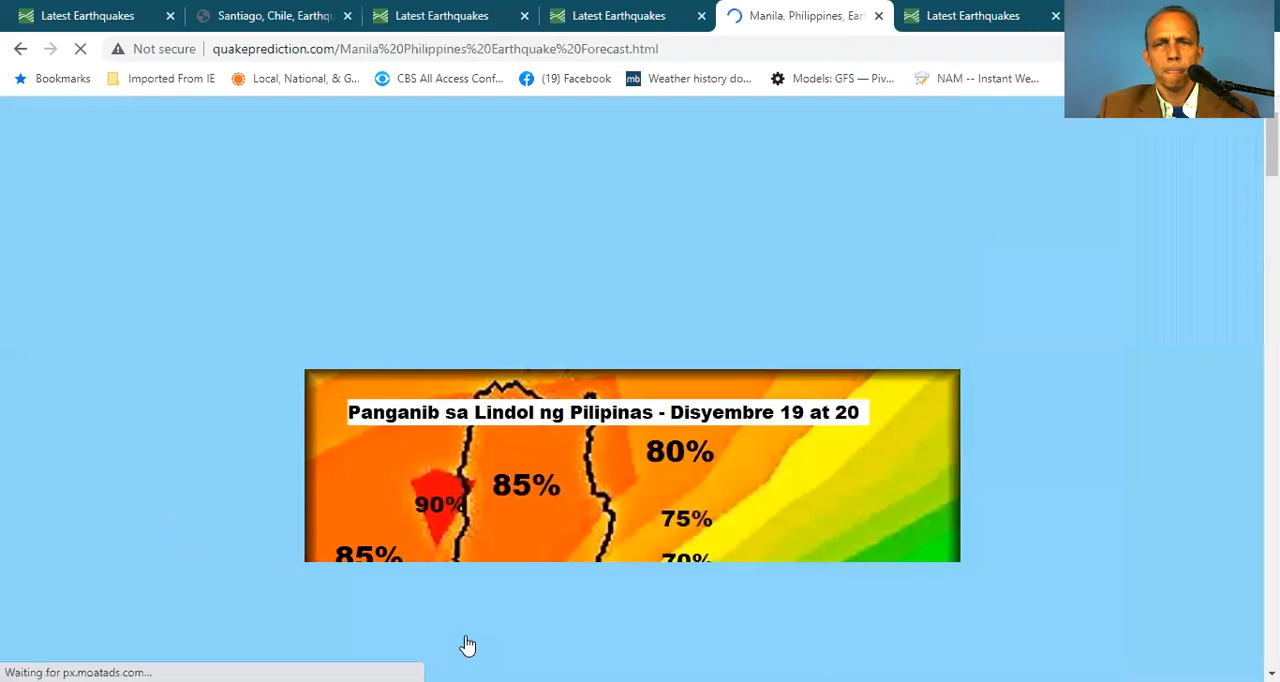 Latest Earthquakes
Santiago, Chile, Earthqu
Latest Earthquakes
Latest Earthquakes
Manila, Philippines, Ear
Latest Earthquakes
Not secure
quakeprediction.com/Manila%20Philippines%20Earthquake%20Forecast.html
Bookmarks
Imported From IE
Local, National, & G...
CBS All Access Conf...
(19) Facebook
mb
Weather history do...
Models: GFS — Piv...
NAM -- Instant We...
Panganib sa Lindol ng Pilipinas - Disyembre 19 at 20
80%
85%
90%
75%
85%
70%
Waiting for px.moatads.com...